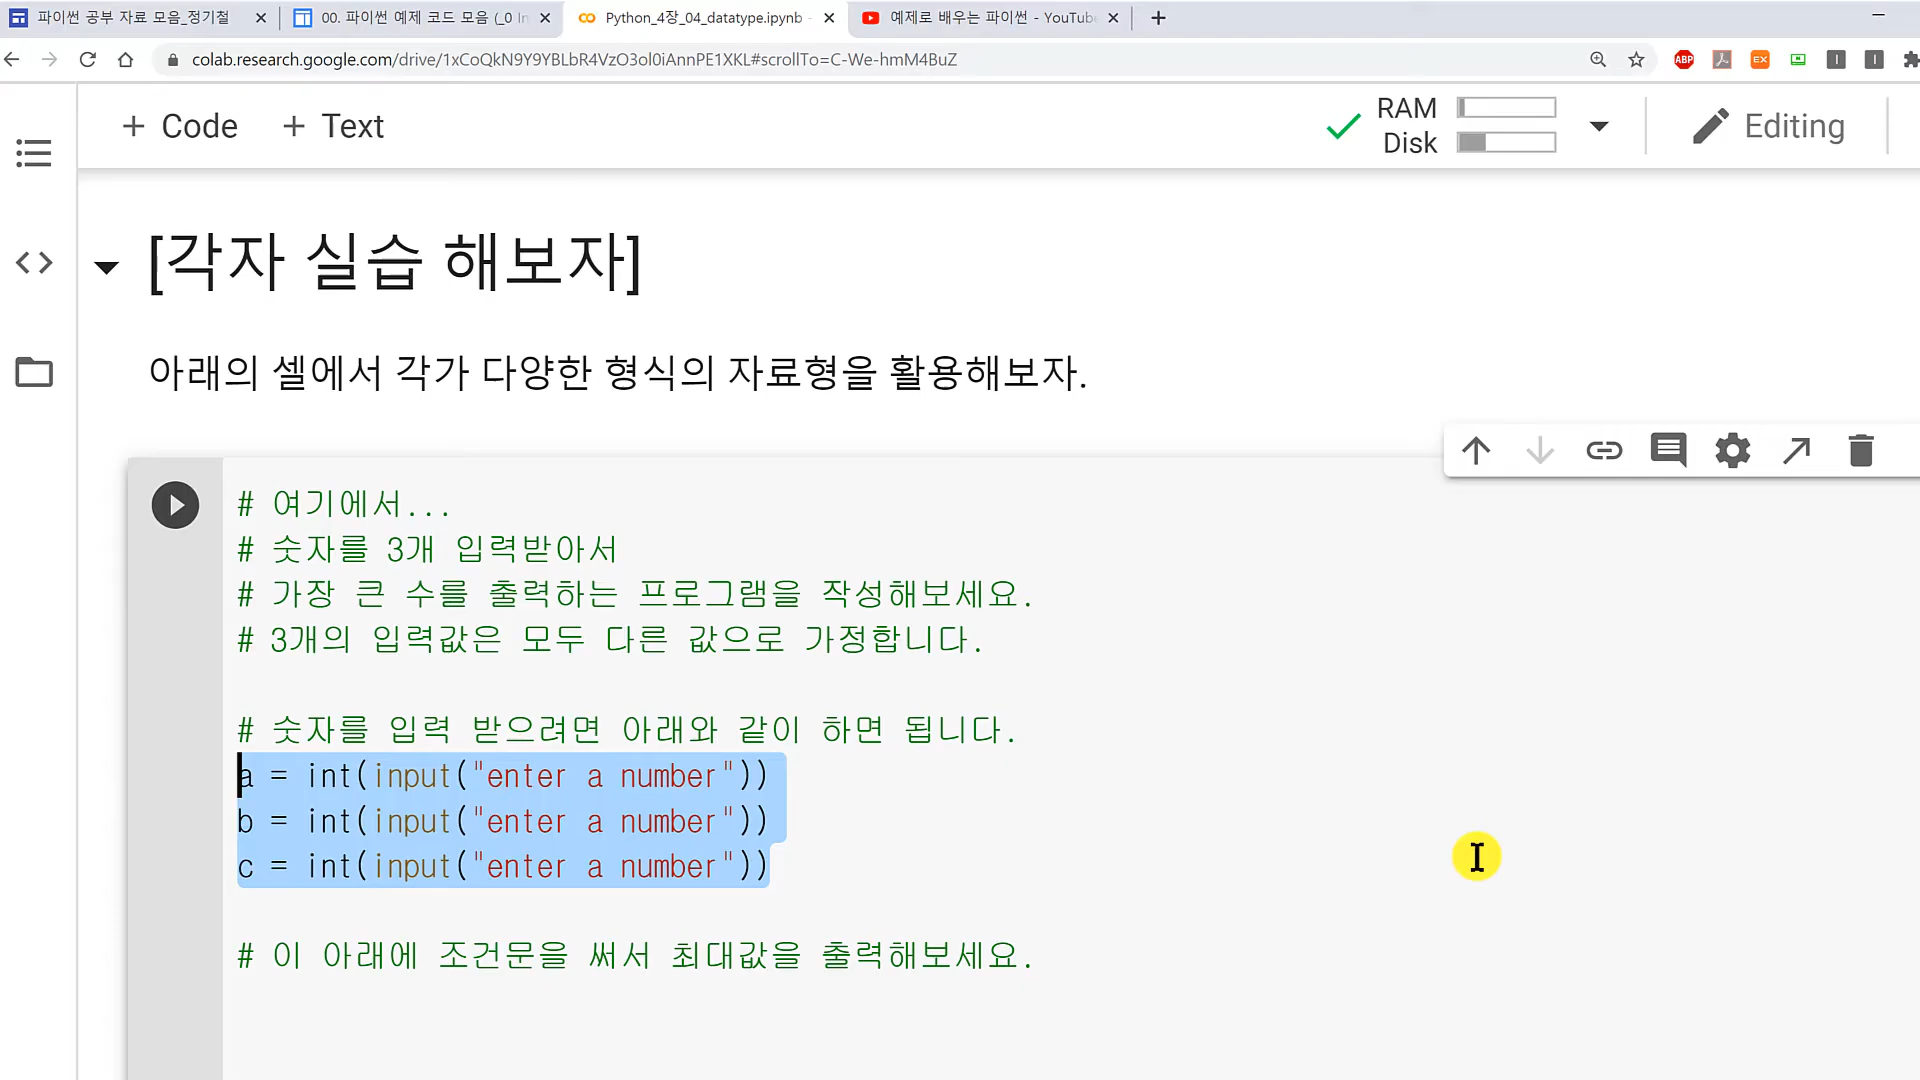 파이썬 공부 자료 모음_정기철
00. 파이썬 예제 코드 모음 (_0 In
Python_4장_04_datatype.ipynb -
예제로 배우는 파이썬 - YouTube
colab.research.google.com/drive/1xCoQkN9Y9YBLbR4VzO3ol0iAnnPE1XKL#scrollTo=C-We-hmM4BuZ
ABP
EX
+ Code + Text
RAM
Disk
Editing
[각자 실습 해보자]
아래의 셀에서 각가 다양한 형식의 자료형을 활용해보자.
# 여기에서...
# 숫자를 3개 입력받아서
# 가장 큰 수를 출력하는 프로그램을 작성해보세요.
# 3개의 입력값은 모두 다른 값으로 가정합니다.
# 숫자를 입력 받으려면 아래와 같이 하면 됩니다.
a = int(input("enter a number"))
b = int(input("enter a number"))
c = int(input("enter a number"))
# 이 아래에 조건문을 써서 최대값을 출력해보세요.